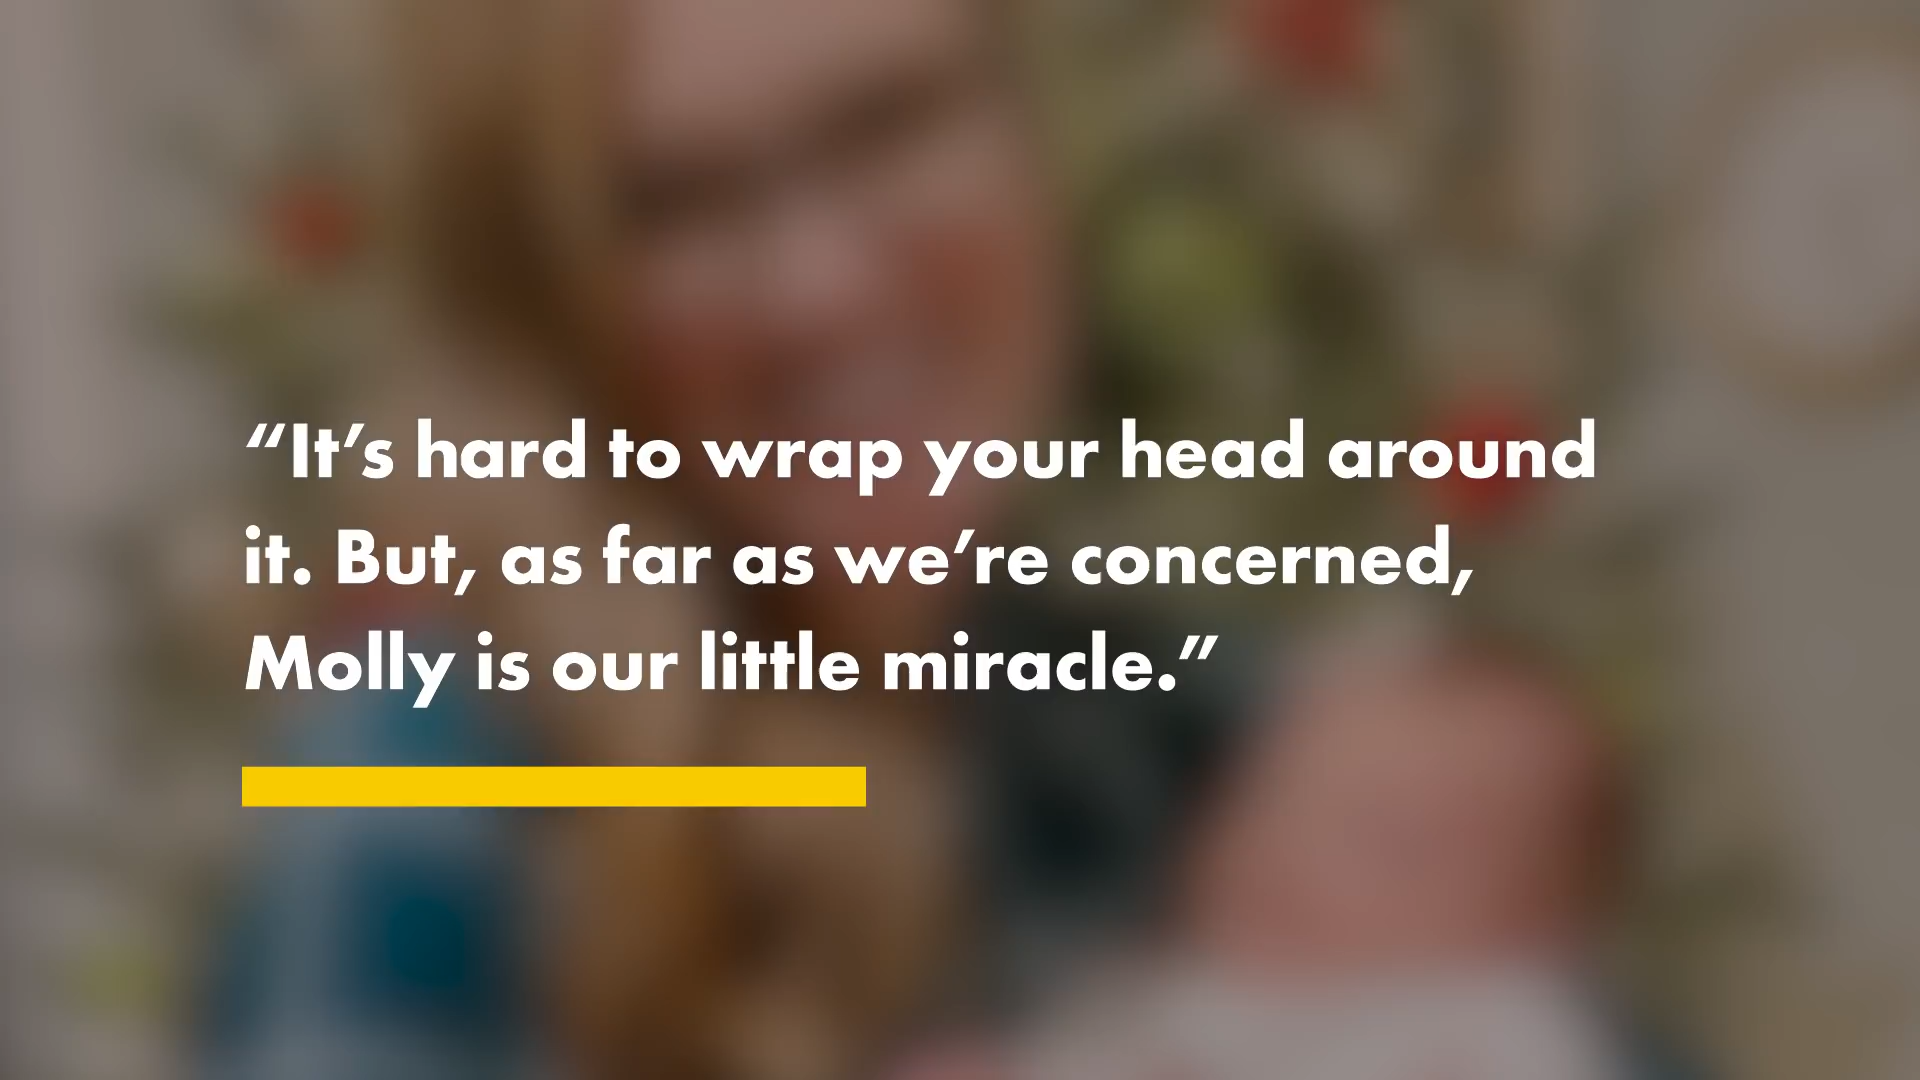 “It’s hard to wrap your head around
it. But, as far as we’re concerned,
Molly is our little miracle.”